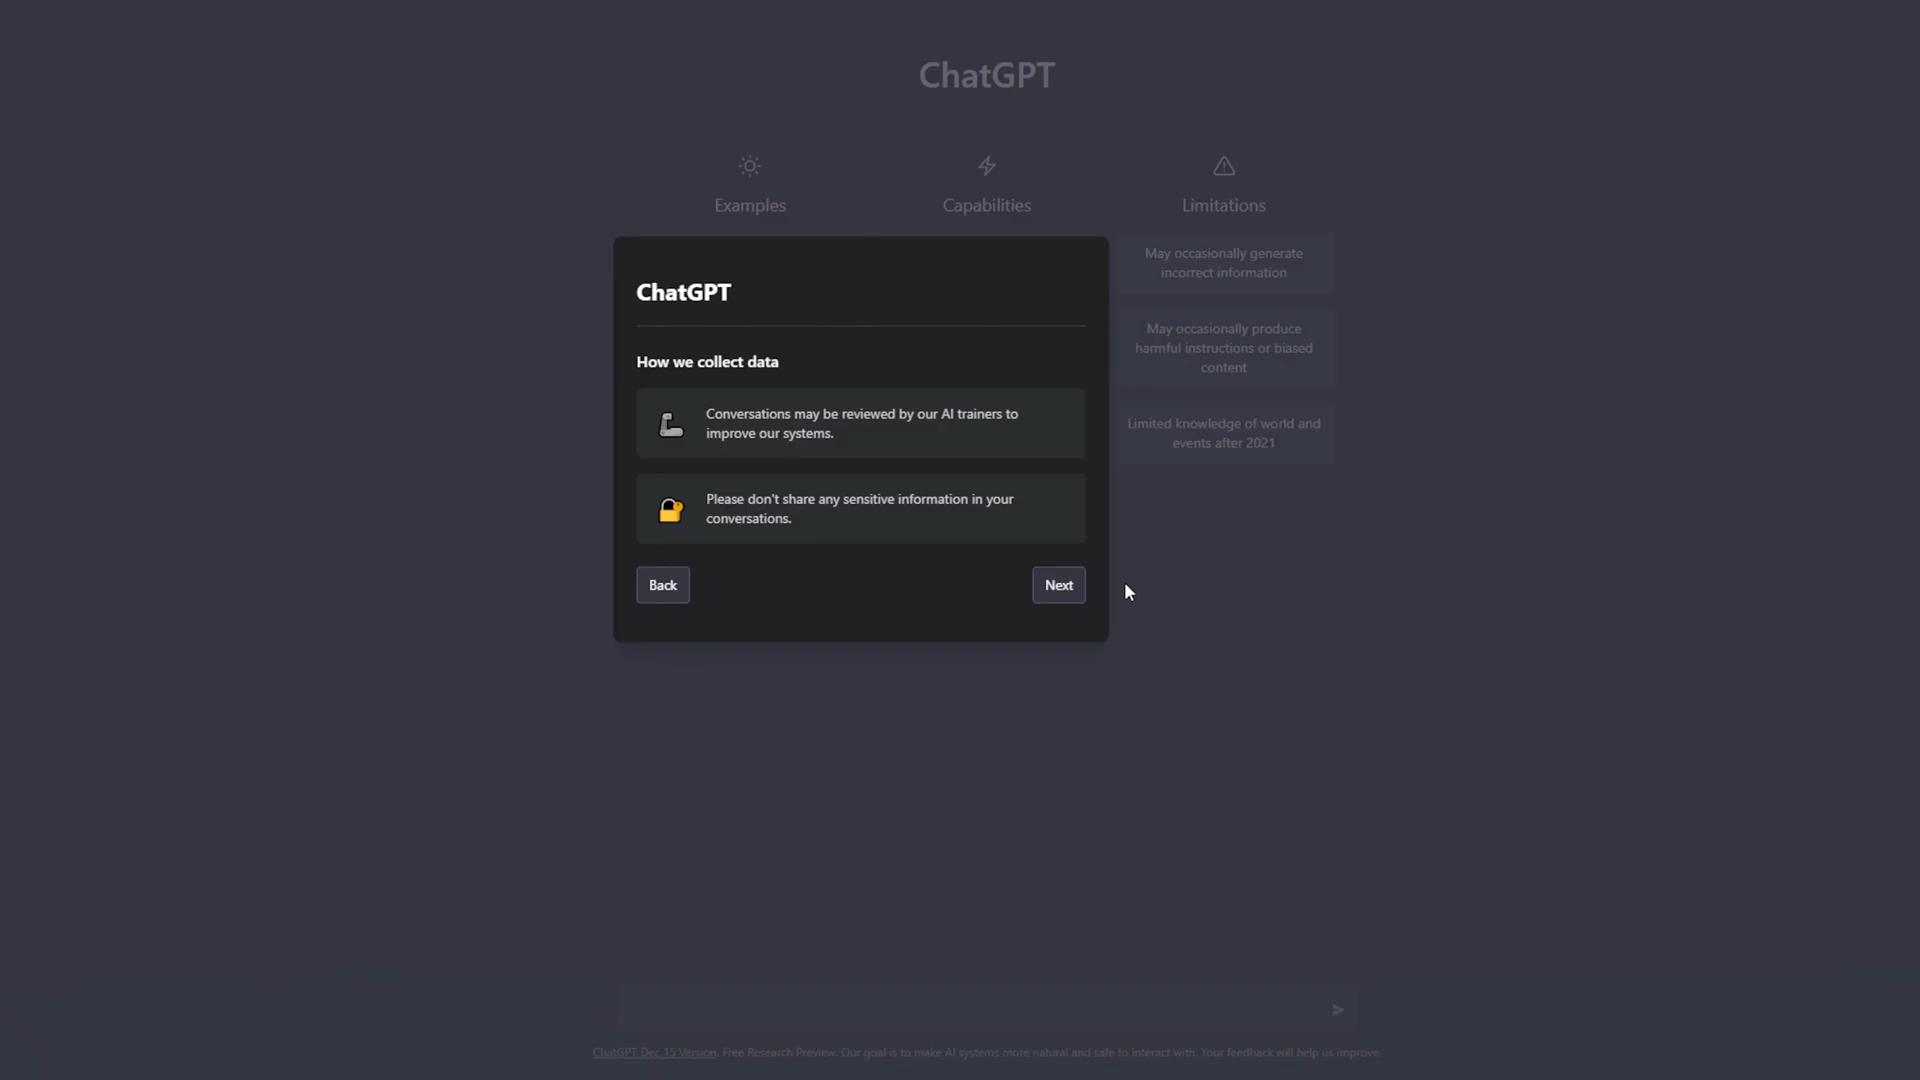 ChatGPT
Examples
Capabilities
Limitations
May occasionally generate
incorrect information
May occasionally produce
harmful instructions or biased
content
Limited knowledge of world and
events after 2021
ChatGPT
How we collect data
Conversations may be reviewed by our AI trainers to
improve our systems.
Please don't share any sensitive information in your
conversations.
Back
Next
ChatGPT Dec 15 Version. Free Research Preview. Our goal is to make AI systems more natural and safe to interact with. Your feedback will help us improve.